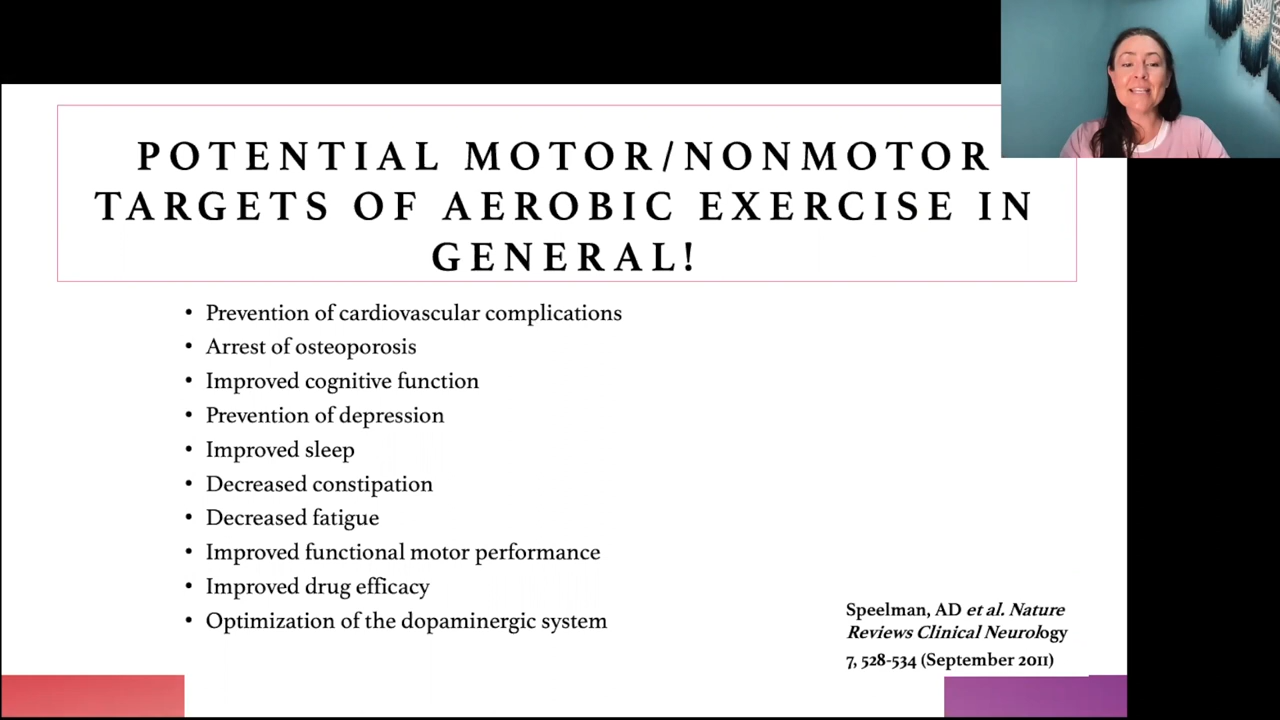 POTENTIAL MOTOR/NONMOTOR
TARGETS OF AEROBIC EXERCISE IN
GENERAL!
• Prevention of cardiovascular complications
• Arrest of osteoporosis
• Improved cognitive function
• Prevention of depression
• Improved sleep
• Decreased constipation
• Decreased fatigue
• Improved functional motor performance
• Improved drug efficacy
• Optimization of the dopaminergic system
Speelman, AD et al. Nature
Reviews Clinical Neurology
7, 528-534 (September 2011)